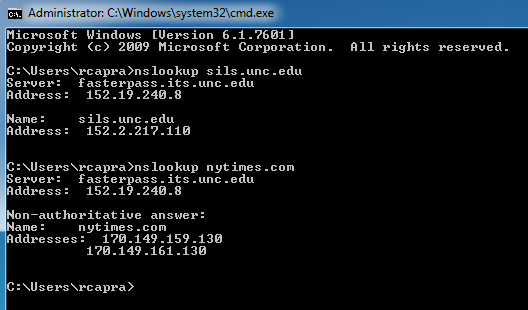 Administrator: C:\Windows\system32\cmd.exe
Microsoft Windows [Version 6.1.7601]
Copyright (c) 2009 Microsoft Corporation.  All rights reserved.
C:\Users\rcapra>nslookup sils.unc.edu
Server:  fasterpass.its.unc.edu
Address:  152.19.240.8
Name:    sils.unc.edu
Address:  152.2.217.110
C:\Users\rcapra>nslookup nytimes.com
Server:  fasterpass.its.unc.edu
Address:  152.19.240.8
Non-authoritative answer:
Name:    nytimes.com
Addresses:  170.149.159.130
          170.149.161.130
C:\Users\rcapra>